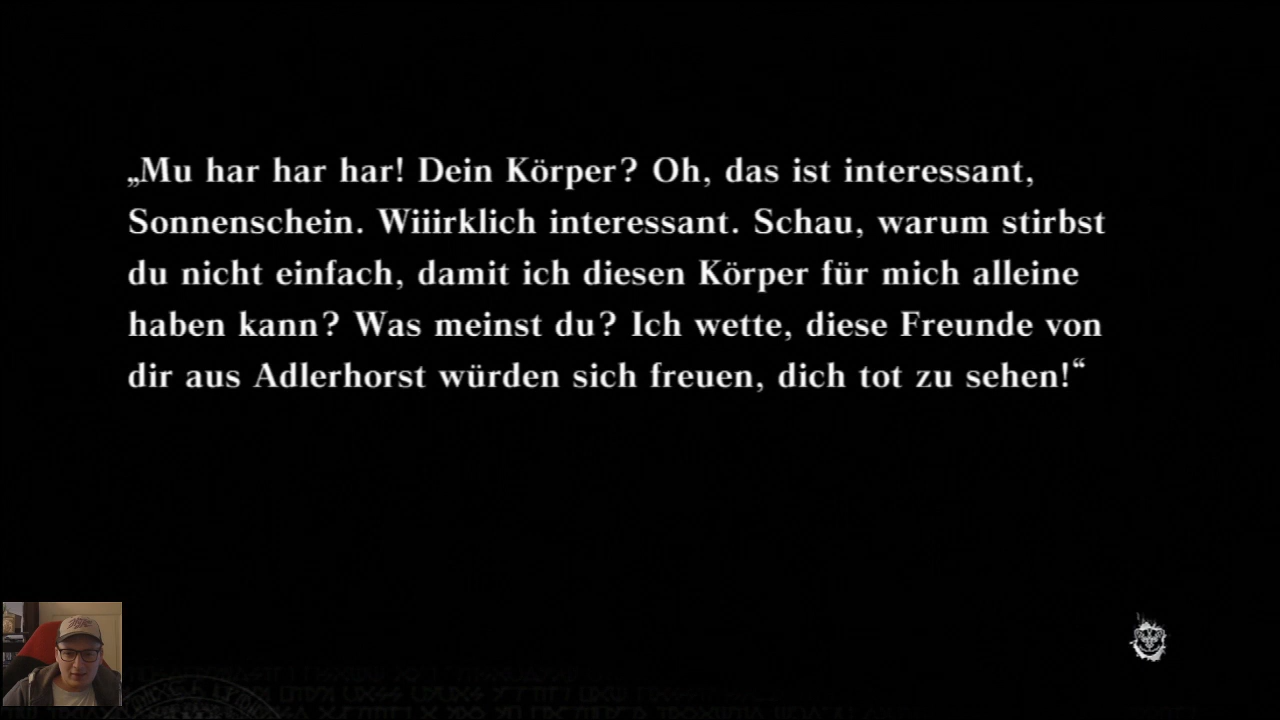 „Mu har har har! Dein Körper? Oh, das ist interessant,
Sonnenschein. Wiiirklich interessant. Schau, warum stirbst
du nicht einfach, damit ich diesen Körper für mich alleine
haben kann? Was meinst du? Ich wette, diese Freunde von
dir aus Adlerhorst würden sich freuen, dich tot zu sehen!“